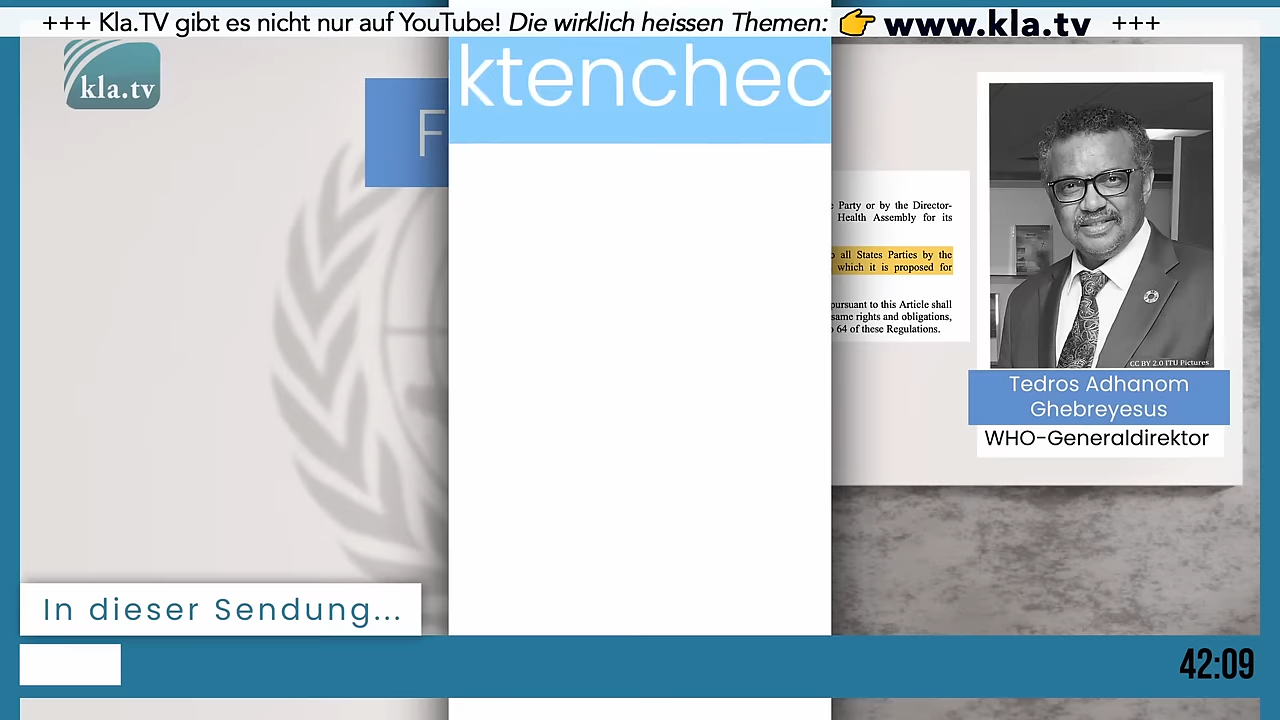 +++ Kla.TV gibt es nicht nur auf YouTube! Die wirklich heissen Themen: 👉 www.kla.tv +++
kla.tv
F
ktenchec
Party or by the Director-
Health Assembly for its
all States Parties by the
which it is proposed for
pursuant to this Article shall
same rights and obligations,
64 of these Regulations.
CC BY 2.0 ITU Pictures
Tedros Adhanom
Ghebreyesus
WHO-Generaldirektor
In dieser Sendung...
42:09